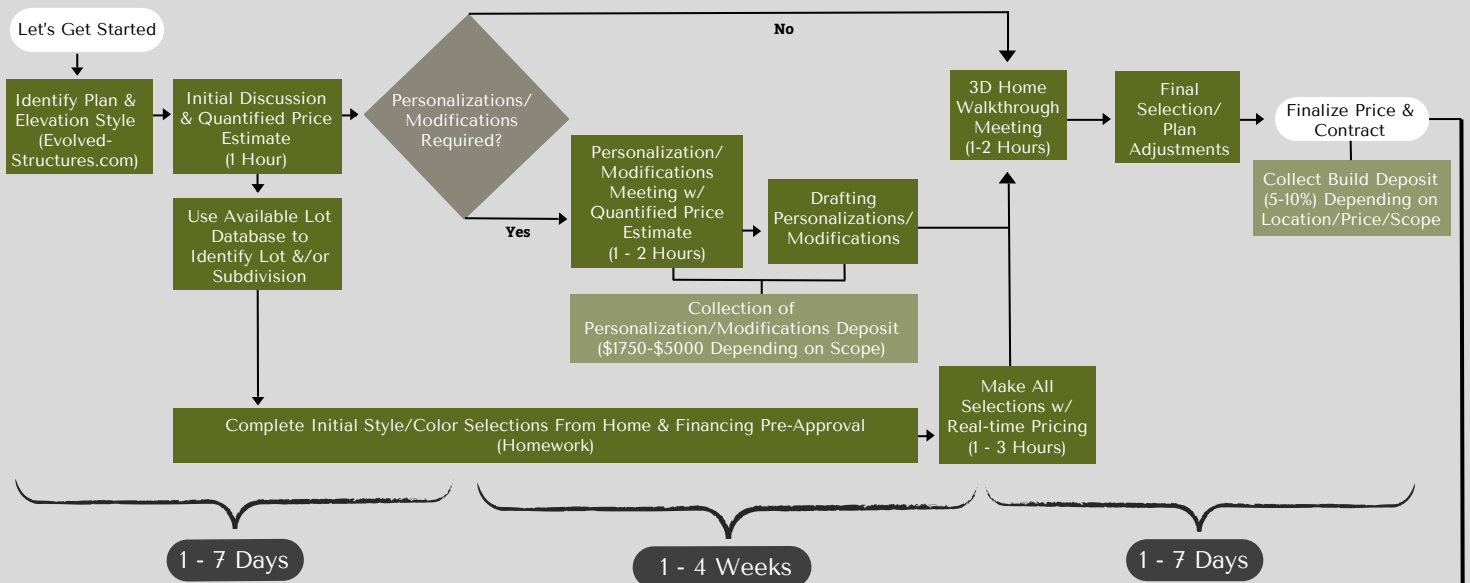 Let's Get Started
Identify Plan &
Elevation Style
(Evolved-
Structures.com)
Initial Discussion
& Quantified Price
Estimate
(1 Hour)
Use Available Lot
Database to
Identify Lot &/or
Subdivision
Personalizations/
Modifications
Required?
No
Yes
Personalization/
Modifications
Meeting w/
Quantified Price
Estimate
(1 - 2 Hours)
Drafting
Personalizations/
Modifications
Collection of
Personalization/Modifications Deposit
($1750-$5000 Depending on Scope)
3D Home
Walkthrough
Meeting
(1-2 Hours)
Final
Selection/
Plan
Adjustments
Finalize Price &
Contract
Collect Build Deposit
(5-10%) Depending on
Location/Price/Scope
Complete Initial Style/Color Selections From Home & Financing Pre-Approval
(Homework)
Make All
Selections w/
Real-time Pricing
(1 - 3 Hours)
1 - 7 Days
1 - 4 Weeks
1 - 7 Days